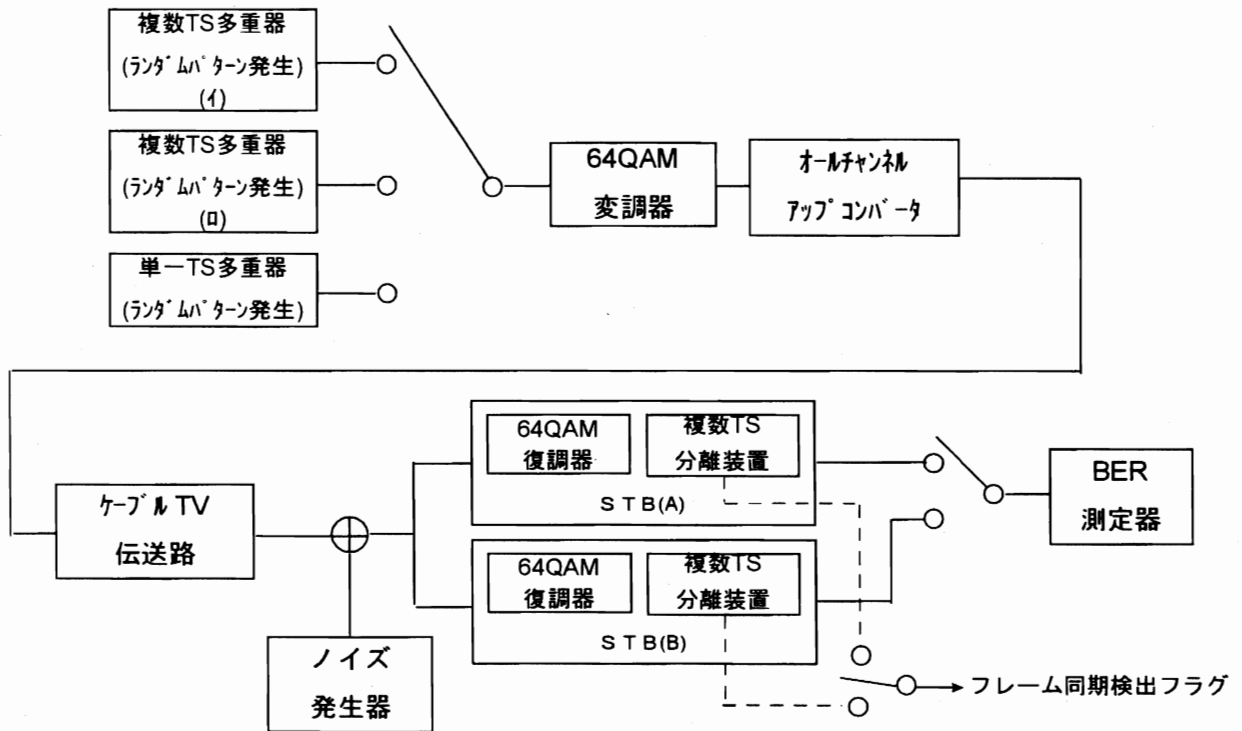 複数TS多重器
(ﾗﾝﾀﾞﾑﾊﾟﾀｰﾝ発生)
(ｲ)
複数TS多重器
(ﾗﾝﾀﾞﾑﾊﾟﾀｰﾝ発生)
(ﾛ)
単一TS多重器
(ﾗﾝﾀﾞﾑﾊﾟﾀｰﾝ発生)
64QAM
変調器
ｵｰﾙﾁｬﾝﾈﾙ
ｱｯﾌﾟｺﾝﾊﾞｰﾀ
ｹｰﾌﾞﾙTV
伝送路
ノイズ
発生器
64QAM
復調器
複数TS
分離装置
STB(A)
64QAM
復調器
複数TS
分離装置
STB(B)
BER
測定器
フレーム同期検出フラグ